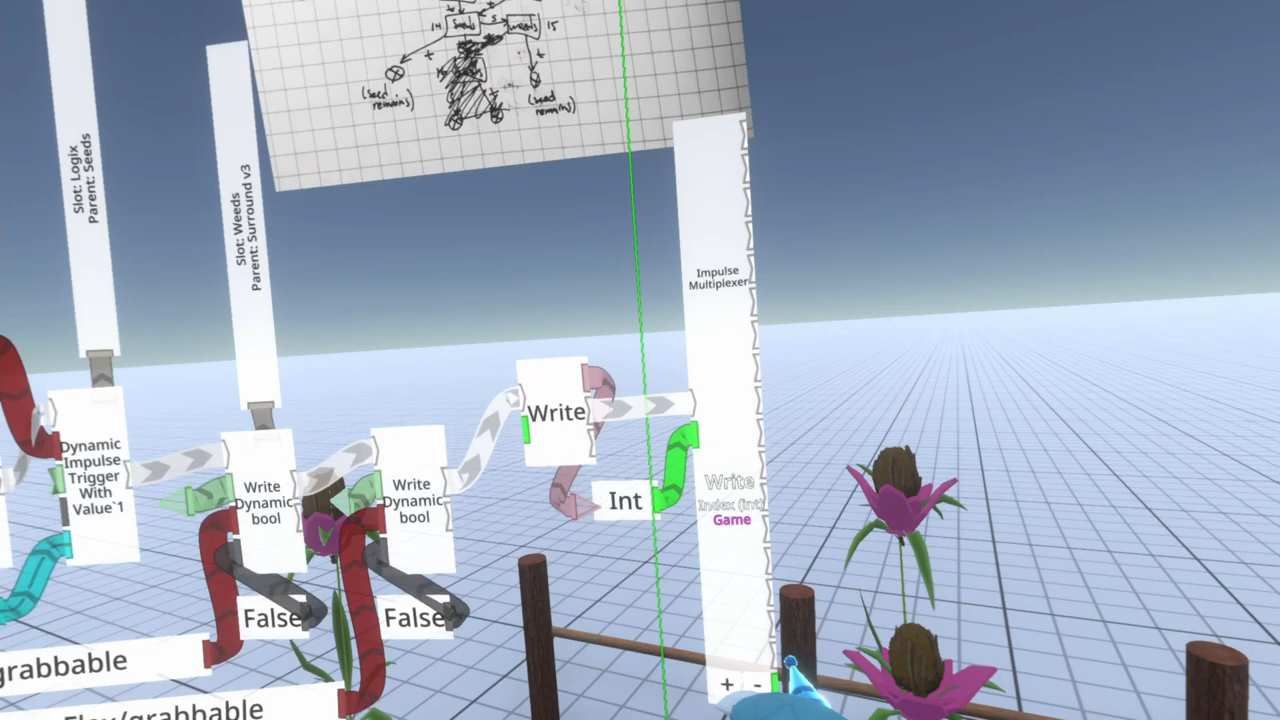 14
seeds
s
weeds
15
(seed
remains)
(seed
remains)
Slot: Logix
Parent: Seeds
Slot: Weeds
Parent: Surround v3
Impulse
Multiplexer
Dynamic
Impulse
Trigger
With
Value`1
Write
Dynamic
bool
Write
Dynamic
bool
Write
Int
Write
Index (int)
Game
False
False
grabbable
Flax/grabbable
+ -